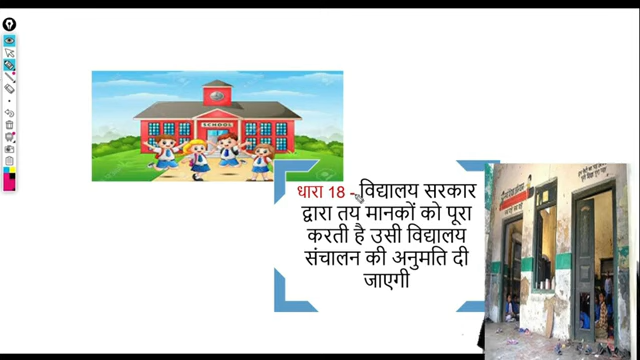 SCHOOL
धारा 18 - विद्यालय सरकार
द्वारा तय मानकों को पूरा
करती है उसी विद्यालय
संचालन की अनुमति दी
जाएगी